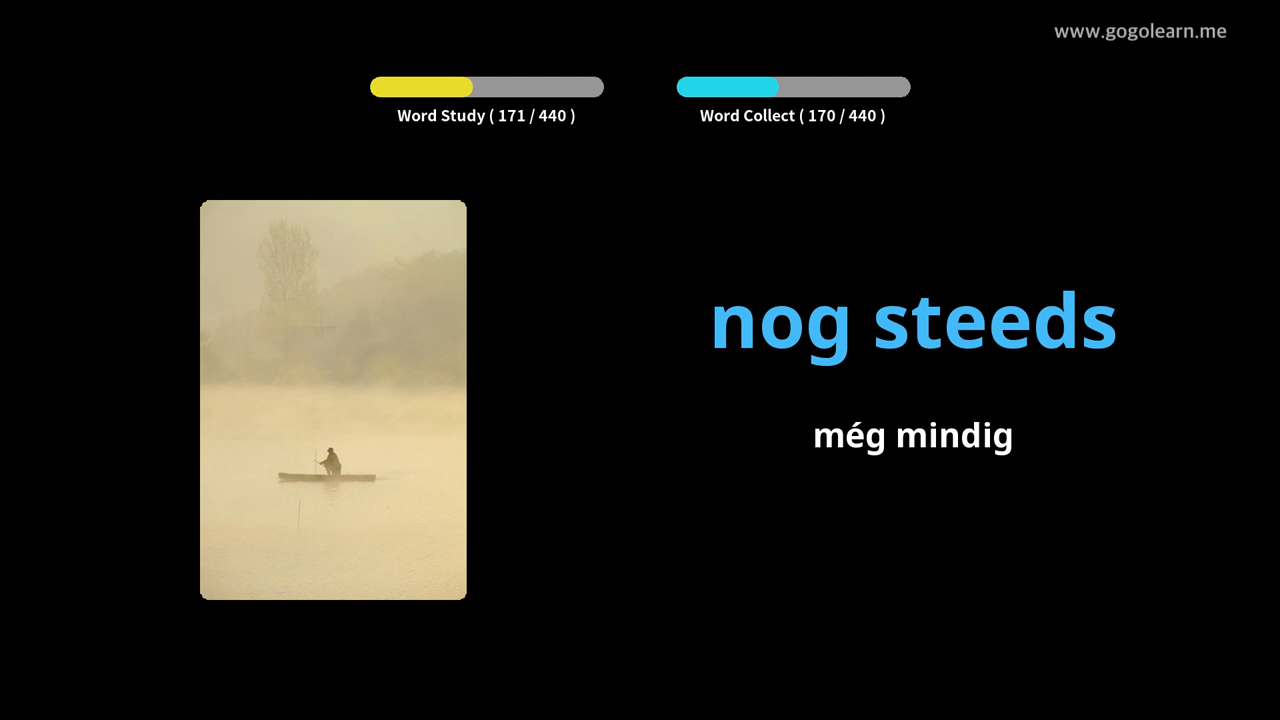 www.gogolearn.me
Word Study ( 171 / 440 )
Word Collect ( 170 / 440 )
nog steeds
még mindig